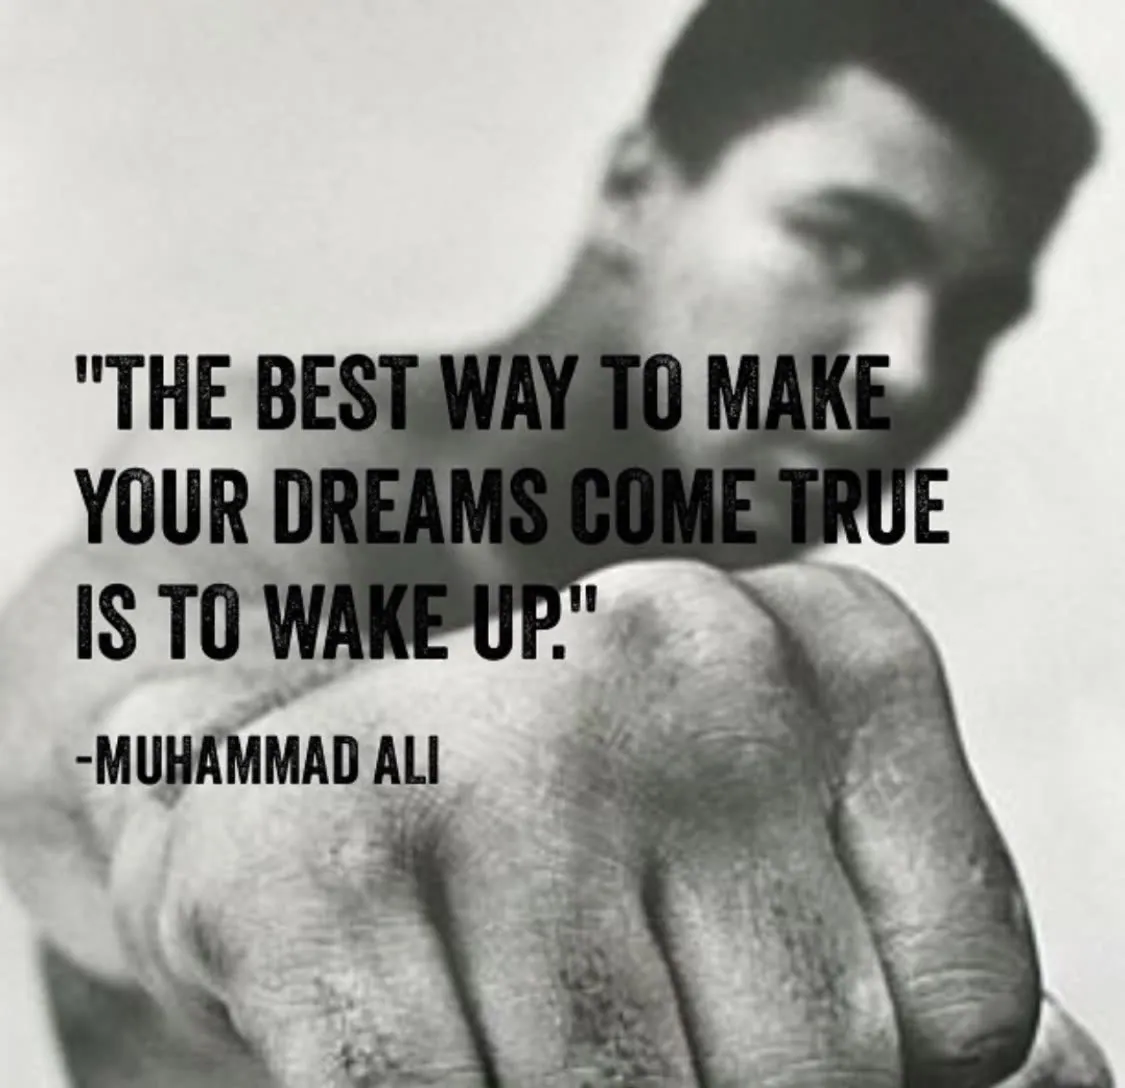 "THE BEST WAY TO MAKE
YOUR DREAMS COME TRUE
IS TO WAKE UP."
-MUHAMMAD ALI